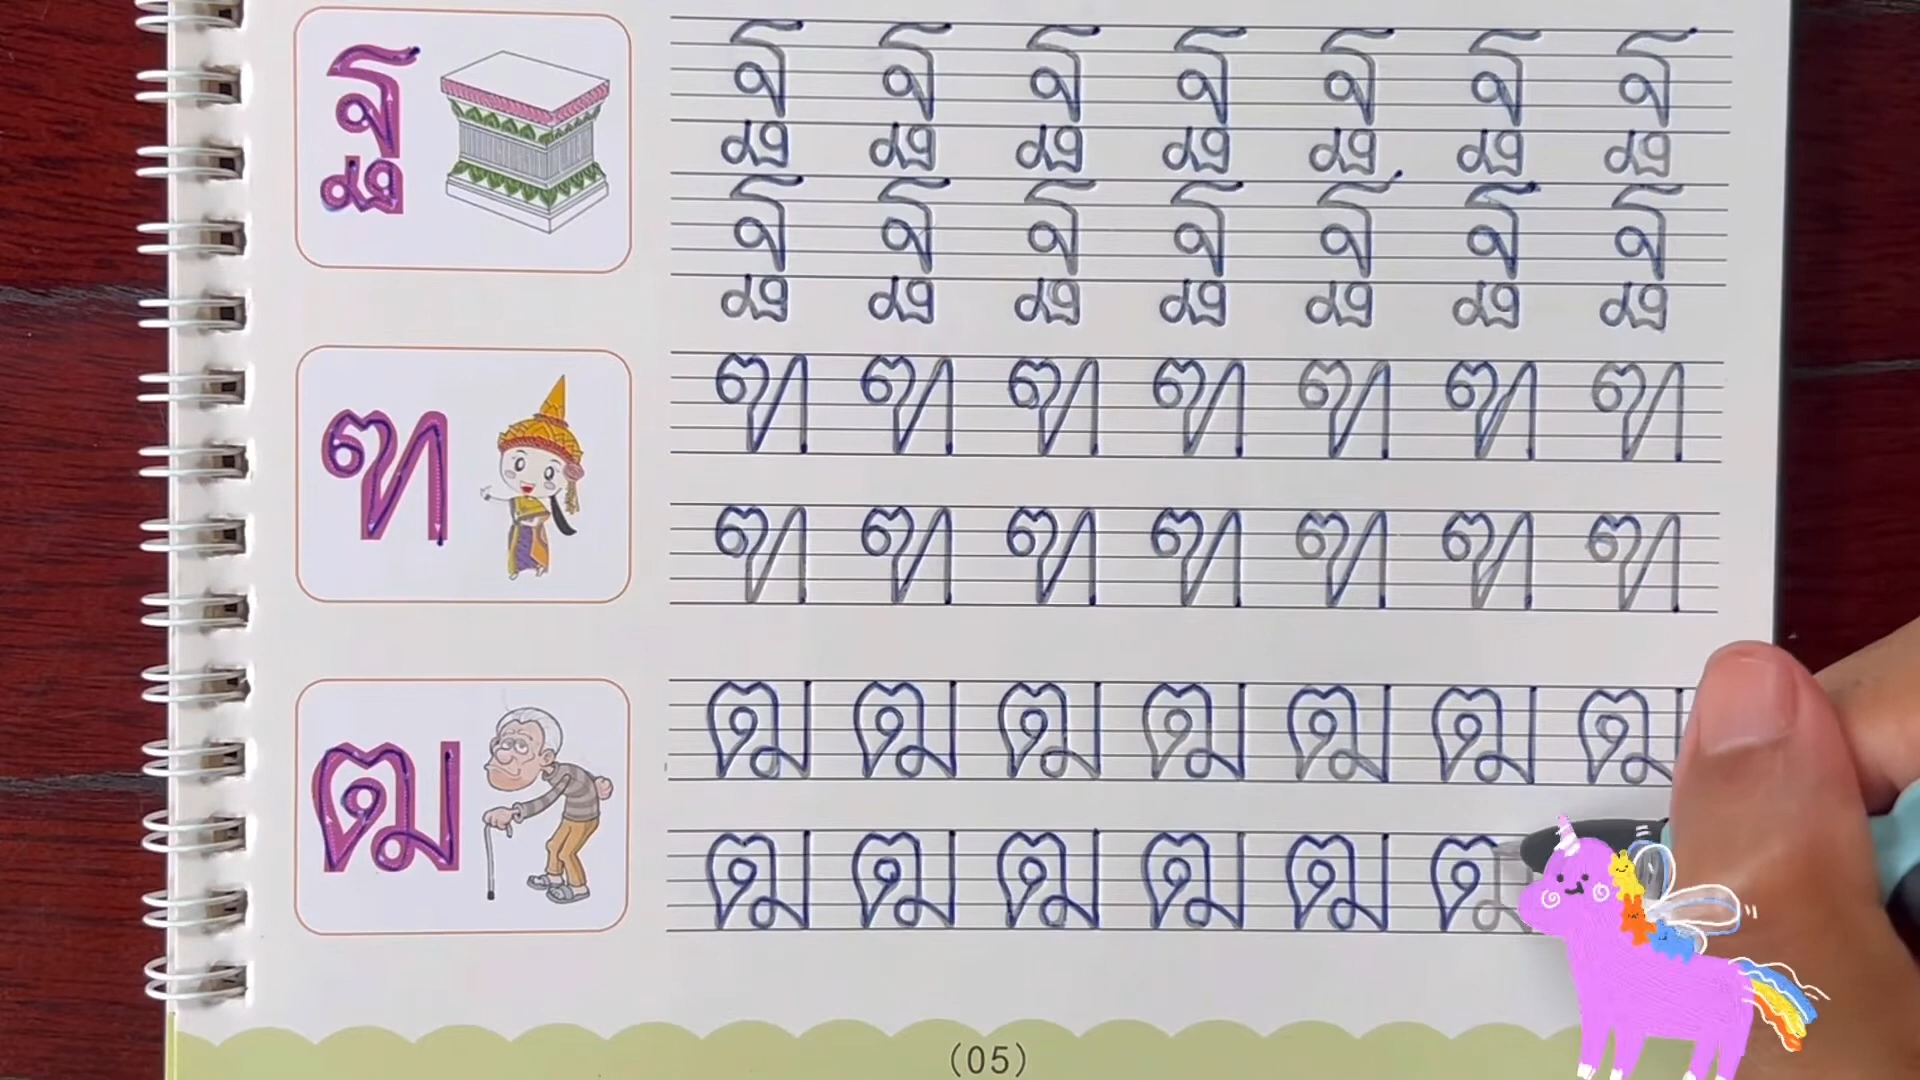 ฐ ฐ ฐ ฐ ฐ ฐ ฐ ฐ
ฐ ฐ ฐ ฐ ฐ ฐ ฐ
ฑ ฑ ฑ ฑ ฑ ฑ ฑ ฑ
ฑ ฑ ฑ ฑ ฑ ฑ ฑ
ฒ ฒ ฒ ฒ ฒ ฒ ฒ ฒ
ฒ ฒ ฒ ฒ ฒ ฒ
(05)